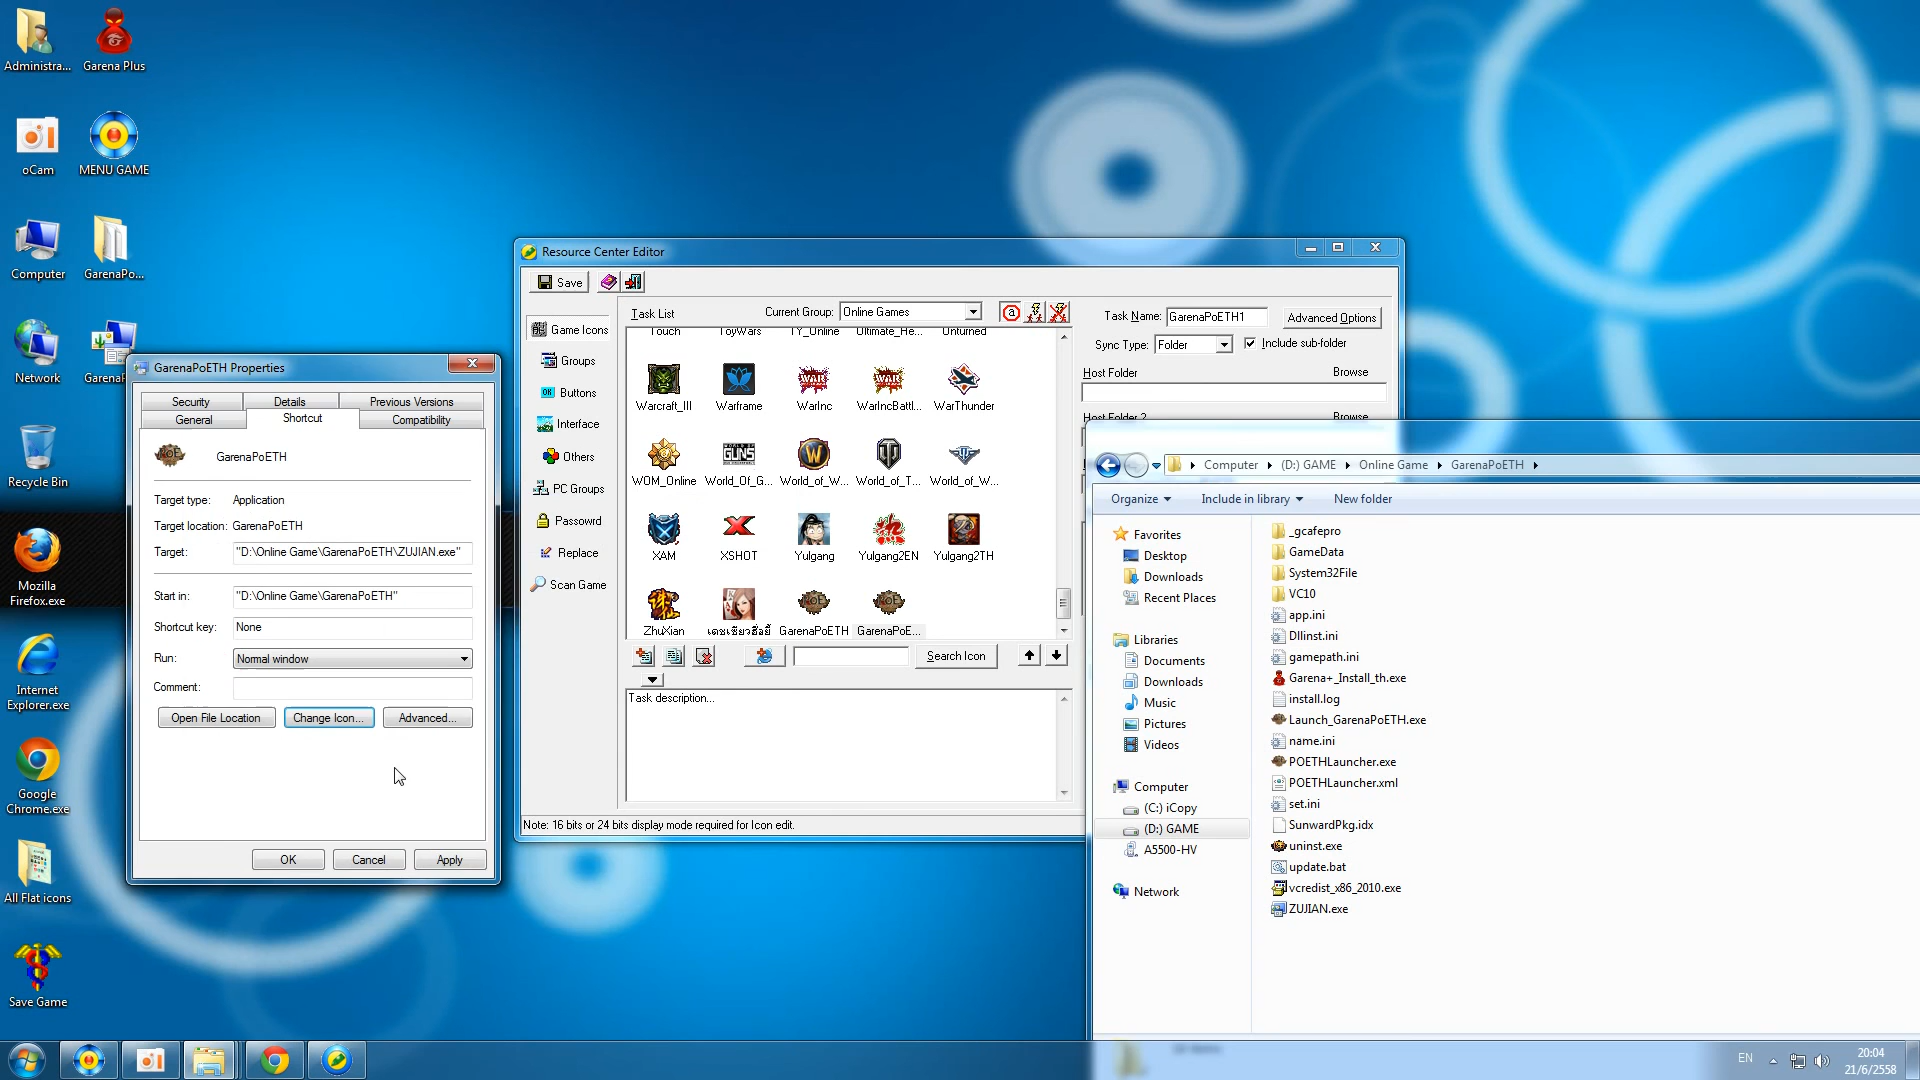 Administra...
Garena Plus
oCam
MENU GAME
Computer
GarenaPo...
Network
Recycle Bin
Mozilla
Firefox.exe
Internet
Explorer.exe
Google
Chrome.exe
All Flat icons
Save Game
GarenaPoETH Properties
Security
Details
Previous Versions
General
Shortcut
Compatibility
GarenaPoETH
Target type: Application
Target location: GarenaPoETH
Target: "D:\Online Game\GarenaPoETH\ZUJIAN.exe"
Start in: "D:\Online Game\GarenaPoETH"
Shortcut key: None
Run: Normal window
Comment:
Open File Location
Change Icon...
Advanced...
OK
Cancel
Apply
Resource Center Editor
Save
Game Icons
Groups
Buttons
Interface
Others
PC Groups
Passowrd
Replace
Scan Game
Task List
Current Group: Online Games
Touch
ToyWars
TY_Online
Ultimate_He...
Unturned
Warcraft_III
Warframe
WarInc
WarIncBattl...
WarThunder
WOM_Online
World_Of_G...
World_of_W...
World_of_T...
World_of_W...
XAM
XSHOT
Yulgang
Yulgang2EN
Yulgang2TH
ZhuXian
GarenaPoETH
GarenaPoE...
Search Icon
Task description...
Note: 16 bits or 24 bits display mode required for Icon edit.
Task Name: GarenaPoETH1
Advanced Options
Sync Type: Folder
Include sub-folder
Host Folder
Browse
Host Folder 2
Browse
Computer
(D:) GAME
Online Game
GarenaPoETH
Organize
Include in library
New folder
Favorites
Desktop
Downloads
Recent Places
Libraries
Documents
Downloads
Music
Pictures
Videos
Computer
(C:) iCopy
(D:) GAME
A5500-HV
Network
_gcafepro
GameData
System32File
VC10
app.ini
Dllinst.ini
gamepath.ini
Garena+_Install_th.exe
install.log
Launch_GarenaPoETH.exe
name.ini
POETHLauncher.exe
POETHLauncher.xml
set.ini
SunwardPkg.idx
uninst.exe
update.bat
vcredist_x86_2010.exe
ZUJIAN.exe
EN
20:04
21/6/2558